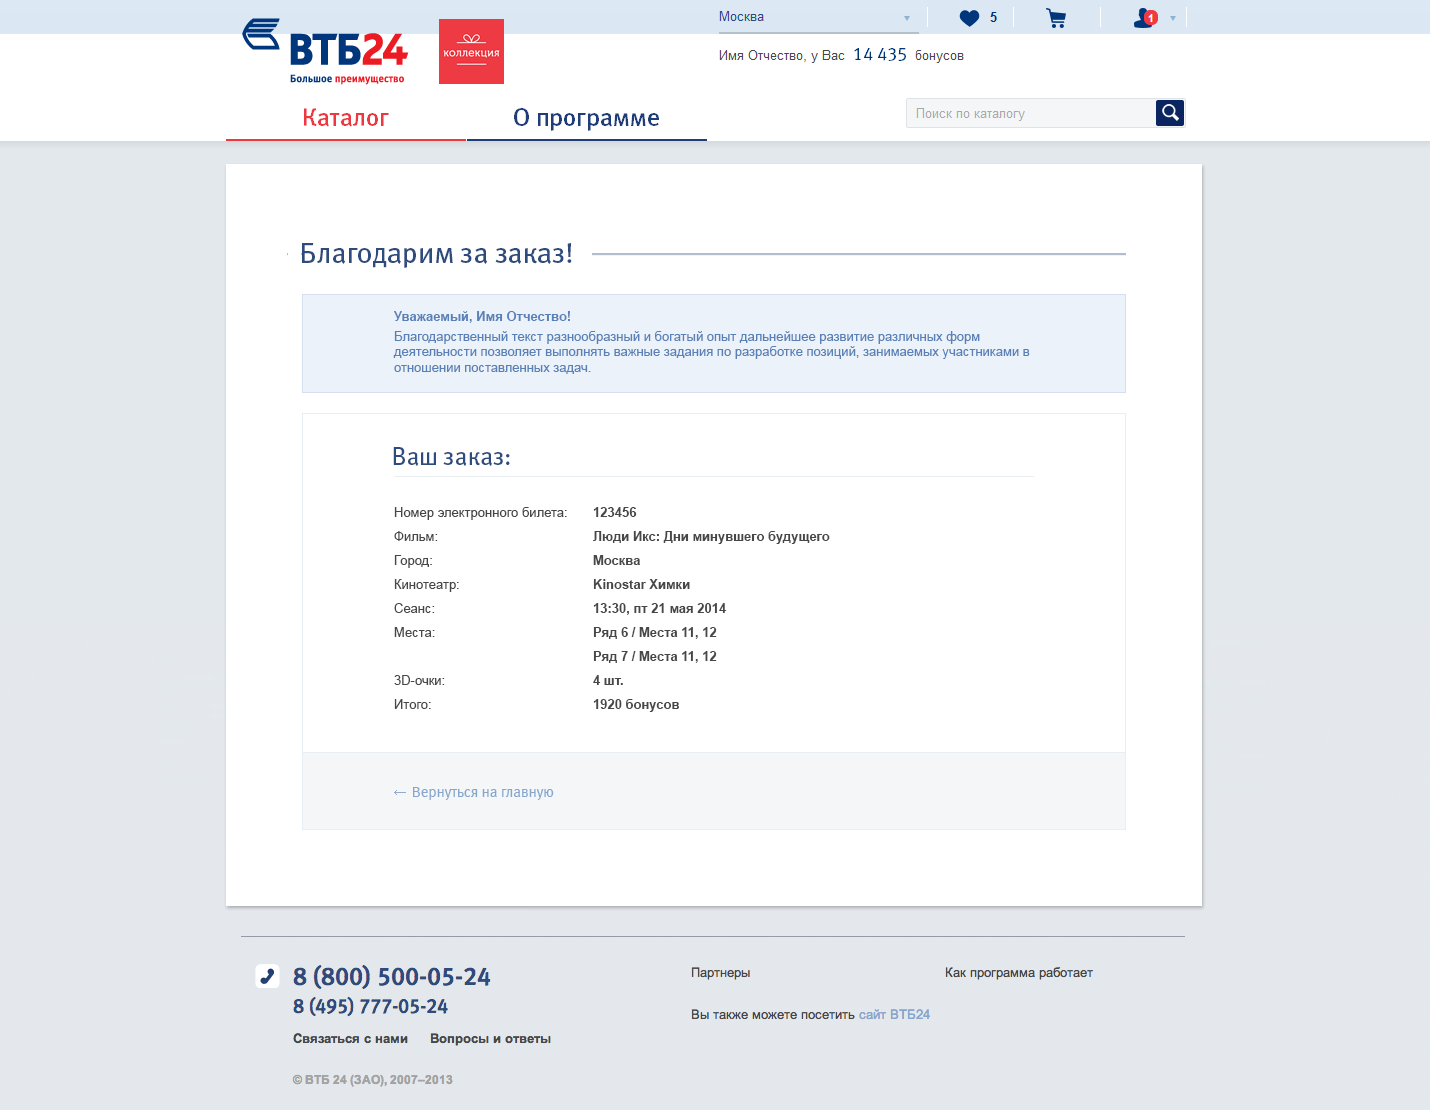 Москва
5
1
ВТБ24
Большое преимущество
коллекция
Имя Отчество, у Вас 14 435 бонусов
Каталог
О программе
Поиск по каталогу
Благодарим за заказ!
Уважаемый, Имя Отчество!
Благодарственный текст разнообразный и богатый опыт дальнейшее развитие различных форм
деятельности позволяет выполнять важные задания по разработке позиций, занимаемых участниками в
отношении поставленных задач.
Ваш заказ:
Номер электронного билета: 123456
Фильм: Люди Икс: Дни минувшего будущего
Город: Москва
Кинотеатр: Kinostar Химки
Сеанс: 13:30, пт 21 мая 2014
Места: Ряд 6 / Места 11, 12
Ряд 7 / Места 11, 12
3D-очки: 4 шт.
Итого: 1920 бонусов
← Вернуться на главную
8 (800) 500-05-24
8 (495) 777-05-24
Связаться с нами Вопросы и ответы
Партнеры
Как программа работает
Вы также можете посетить сайт ВТБ24
© ВТБ 24 (ЗАО), 2007–2013